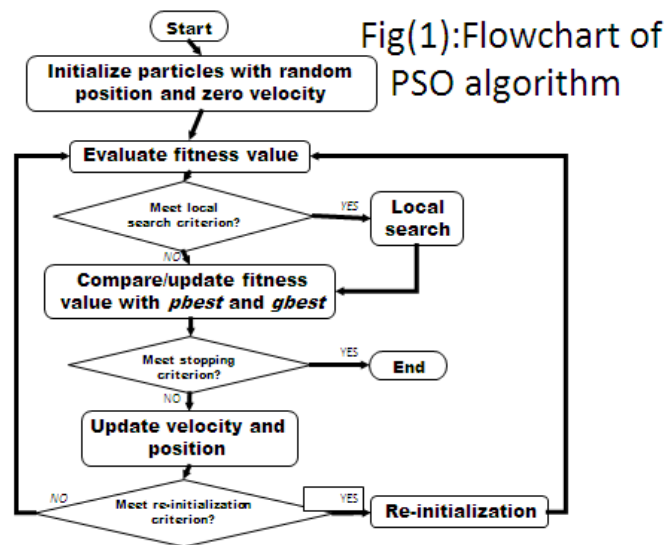 Start
Fig(1):Flowchart of
PSO algorithm
Initialize particles with random
position and zero velocity
Evaluate fitness value
Meet local
search criterion?
YES
Local
search
NO
Compare/update fitness
value with pbest and gbest
Meet stopping
criterion?
YES
End
NO
Update velocity and
position
NO
Meet re-initialization
criterion?
YES
Re-initialization